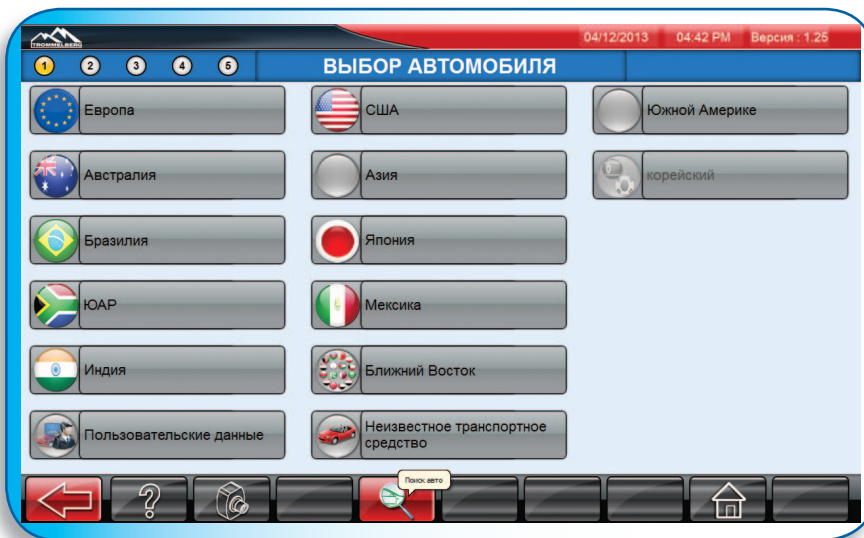 TROMMELBERG
04/12/2013 04:42 PM Версия : 1.25
1 2 3 4 5 ВЫБОР АВТОМОБИЛЯ
Европа
США
Южной Америке
Австралия
Азия
корейский
Бразилия
Япония
ЮАР
Мексика
Индия
Ближний Восток
Пользовательские данные
Неизвестное транспортное
средство
Поиск авто